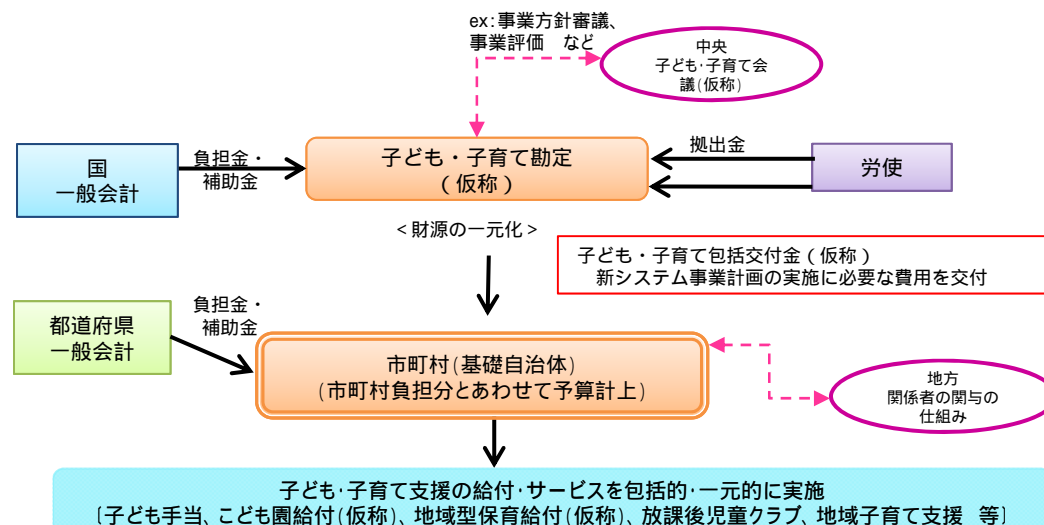 ex:事業方針審議、
事業評価　など
中央
子ども・子育て会
議(仮称)
国
一般会計
負担金・
補助金
子ども・子育て勘定
(仮称)
拠出金
労使
<財源の一元化>
子ども・子育て包括交付金(仮称)
新システム事業計画の実施に必要な費用を交付
都道府県
一般会計
負担金・
補助金
市町村(基礎自治体)
(市町村負担分とあわせて予算計上)
地方
関係者の関与の
仕組み
子ども・子育て支援の給付・サービスを包括的・一元的に実施
〔子ども手当、こども園給付(仮称)、地域型保育給付(仮称)、放課後児童クラブ、地域子育て支援　等〕